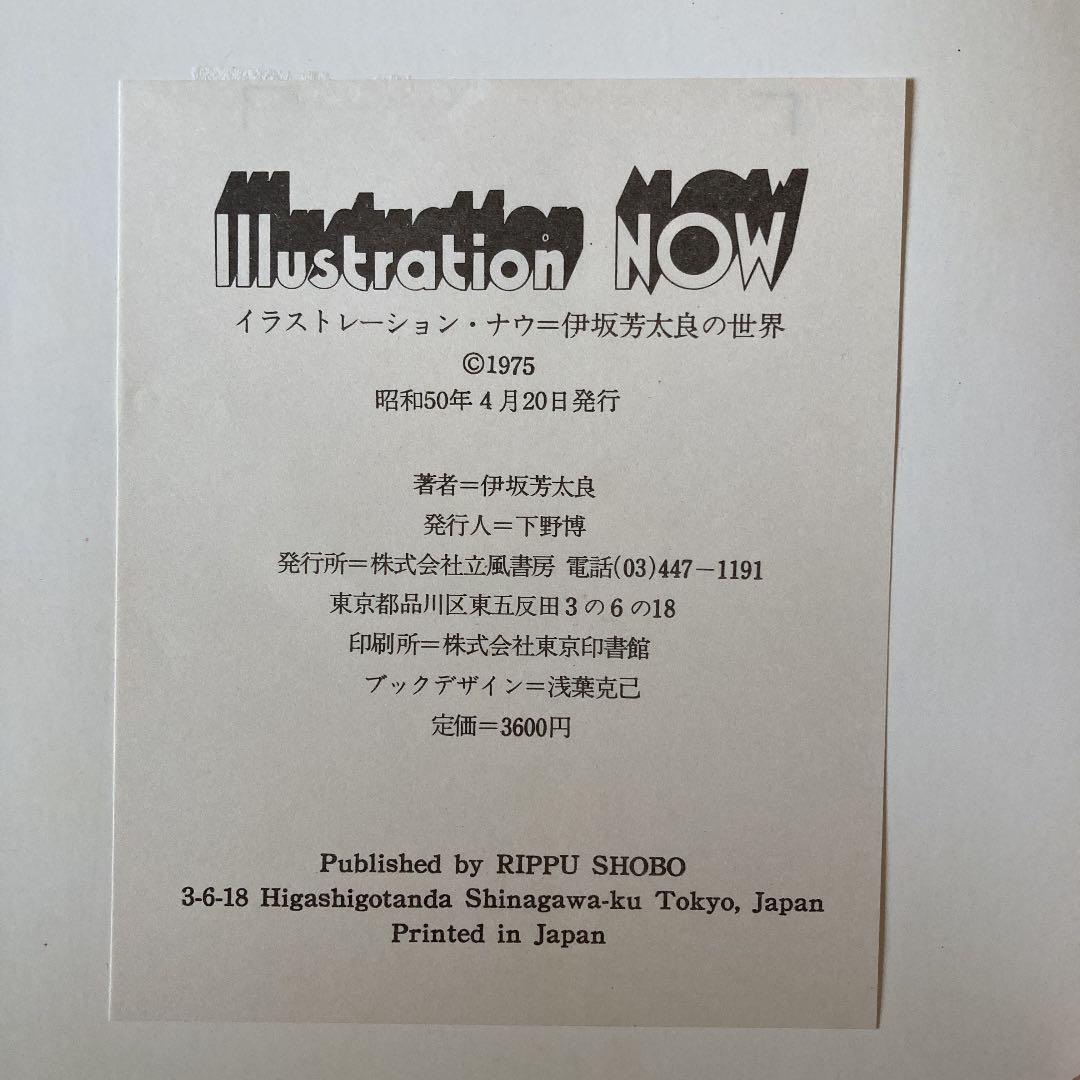 Illustration NOW
イラストレーション・ナウ＝伊坂芳太良の世界
©1975
昭和50年4月20日発行
著者＝伊坂芳太良
発行人＝下野博
発行所＝株式会社立風書房 電話(03)447－1191
東京都品川区東五反田3の6の18
印刷所＝株式会社東京印書館
ブックデザイン＝浅葉克己
定価＝3600円
Published by RIPPU SHOBO
3-6-18 Higashigotanda Shinagawa-ku Tokyo, Japan
Printed in Japan